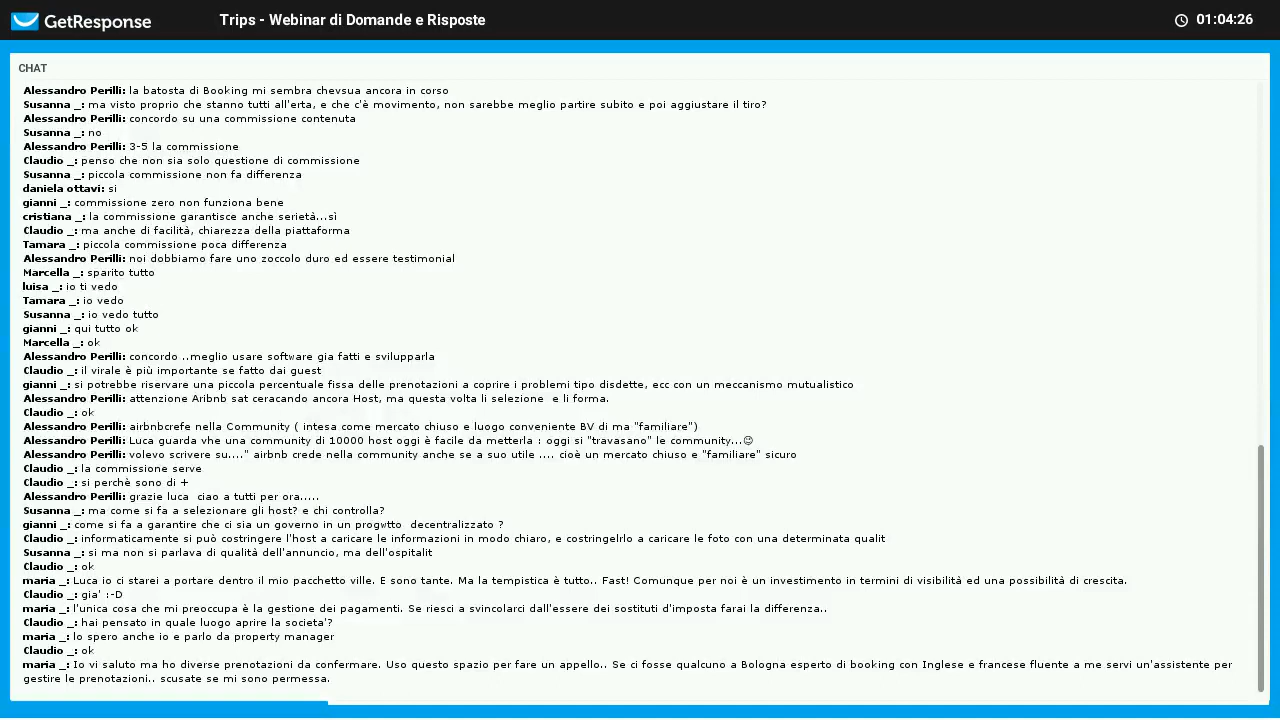 GetResponse
Trips - Webinar di Domande e Risposte
01:04:26
CHAT
Alessandro Perilli: la batosta di Booking mi sembra chevsua ancora in corso
Susanna _: ma visto proprio che stanno tutti all'erta, e che c'è movimento, non sarebbe meglio partire subito e poi aggiustare il tiro?
Alessandro Perilli: concordo su una commissione contenuta
Susanna _: no
Alessandro Perilli: 3-5 la commissione
Claudio _: penso che non sia solo questione di commissione
Susanna _: piccola commissione non fa differenza
daniela ottavi: si
gianni _: commissione zero non funziona bene
cristiana _: la commissione garantisce anche serietà...sì
Claudio _: ma anche di facilità, chiarezza della piattaforma
Tamara _: piccola commissione poca differenza
Alessandro Perilli: noi dobbiamo fare uno zoccolo duro ed essere testimonial
Marcella _: sparito tutto
luisa _: io ti vedo
Tamara _: io vedo
Susanna _: io vedo tutto
gianni _: qui tutto ok
Marcella _: ok
Alessandro Perilli: concordo ..meglio usare software gia fatti e svilupparla
Claudio _: il virale è più importante se fatto dai guest
gianni _: si potrebbe riservare una piccola percentuale fissa delle prenotazioni a coprire i problemi tipo disdette, ecc con un meccanismo mutualistico
Alessandro Perilli: attenzione Aribnb sat ceracando ancora Host, ma questa volta li selezione e li forma.
Claudio _: ok
Alessandro Perilli: airbnbcrefe nella Community ( intesa come mercato chiuso e luogo conveniente BV di ma "familiare")
Alessandro Perilli: Luca guarda vhe una community di 10000 host oggi è facile da metterla : oggi si "travasano" le community...😉
Alessandro Perilli: volevo scrivere su...." airbnb crede nella community anche se a suo utile .... cioè un mercato chiuso e "familiare" sicuro
Claudio _: la commissione serve
Claudio _: si perchè sono di +
Alessandro Perilli: grazie luca ciao a tutti per ora.....
Susanna _: ma come si fa a selezionare gli host? e chi controlla?
gianni _: come si fa a garantire che ci sia un governo in un progwtto decentralizzato ?
Claudio _: informaticamente si può costringere l'host a caricare le informazioni in modo chiaro, e costringelrlo a caricare le foto con una determinata qualit
Susanna _: si ma non si parlava di qualità dell'annuncio, ma dell'ospitalit
Claudio _: ok
maria _: Luca io ci starei a portare dentro il mio pacchetto ville. E sono tante. Ma la tempistica è tutto.. Fast! Comunque per noi è un investimento in termini di visibilità ed una possibilità di crescita.
Claudio _: gia' :-D
maria _: l'unica cosa che mi preoccupa è la gestione dei pagamenti. Se riesci a svincolarci dall'essere dei sostituti d'imposta farai la differenza..
Claudio _: hai pensato in quale luogo aprire la societa'?
maria _: lo spero anche io e parlo da property manager
Claudio _: ok
maria _: Io vi saluto ma ho diverse prenotazioni da confermare. Uso questo spazio per fare un appello.. Se ci fosse qualcuno a Bologna esperto di booking con Inglese e francese fluente a me servi un'assistente per
gestire le prenotazioni.. scusate se mi sono permessa.